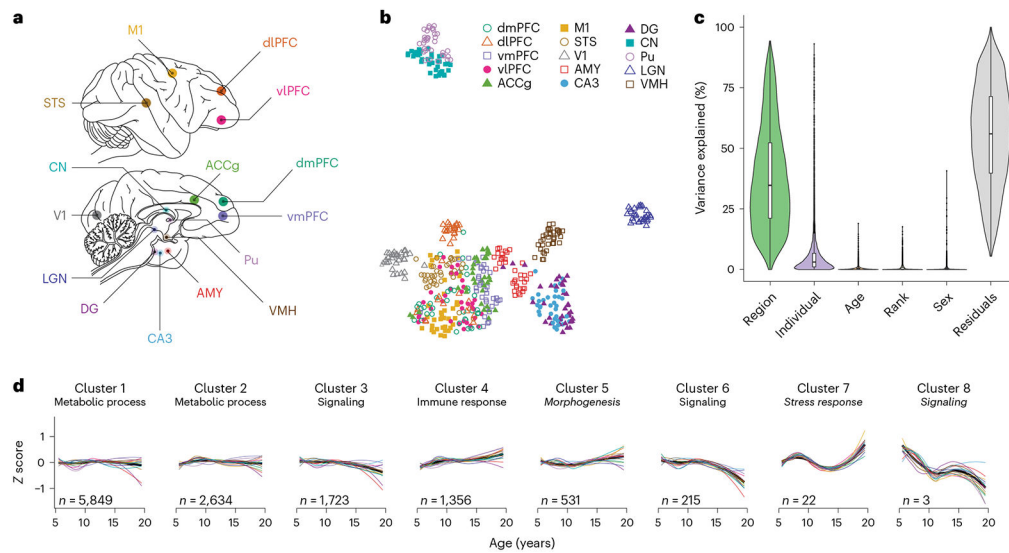 a
M1
dlPFC
vlPFC
STS
CN
ACCg
dmPFC
V1
vmPFC
LGN
Pu
DG
AMY
VMH
CA3
b
dmPFC M1 DG
dlPFC STS CN
vmPFC V1 Pu
vlPFC AMY LGN
ACCg CA3 VMH
c
Variance explained (%)
100
75
50
25
0
Region Individual Age Rank Sex Residuals
d
Cluster 1 Cluster 2 Cluster 3 Cluster 4 Cluster 5 Cluster 6 Cluster 7 Cluster 8
Metabolic process Metabolic process Signaling Immune response Morphogenesis Signaling Stress response Signaling
Z score
1
0
−1
n = 5,849 n = 2,634 n = 1,723 n = 1,356 n = 531 n = 215 n = 22 n = 3
5 10 15 20 5 10 15 20 5 10 15 20 5 10 15 20 5 10 15 20 5 10 15 20 5 10 15 20 5 10 15 20
Age (years)